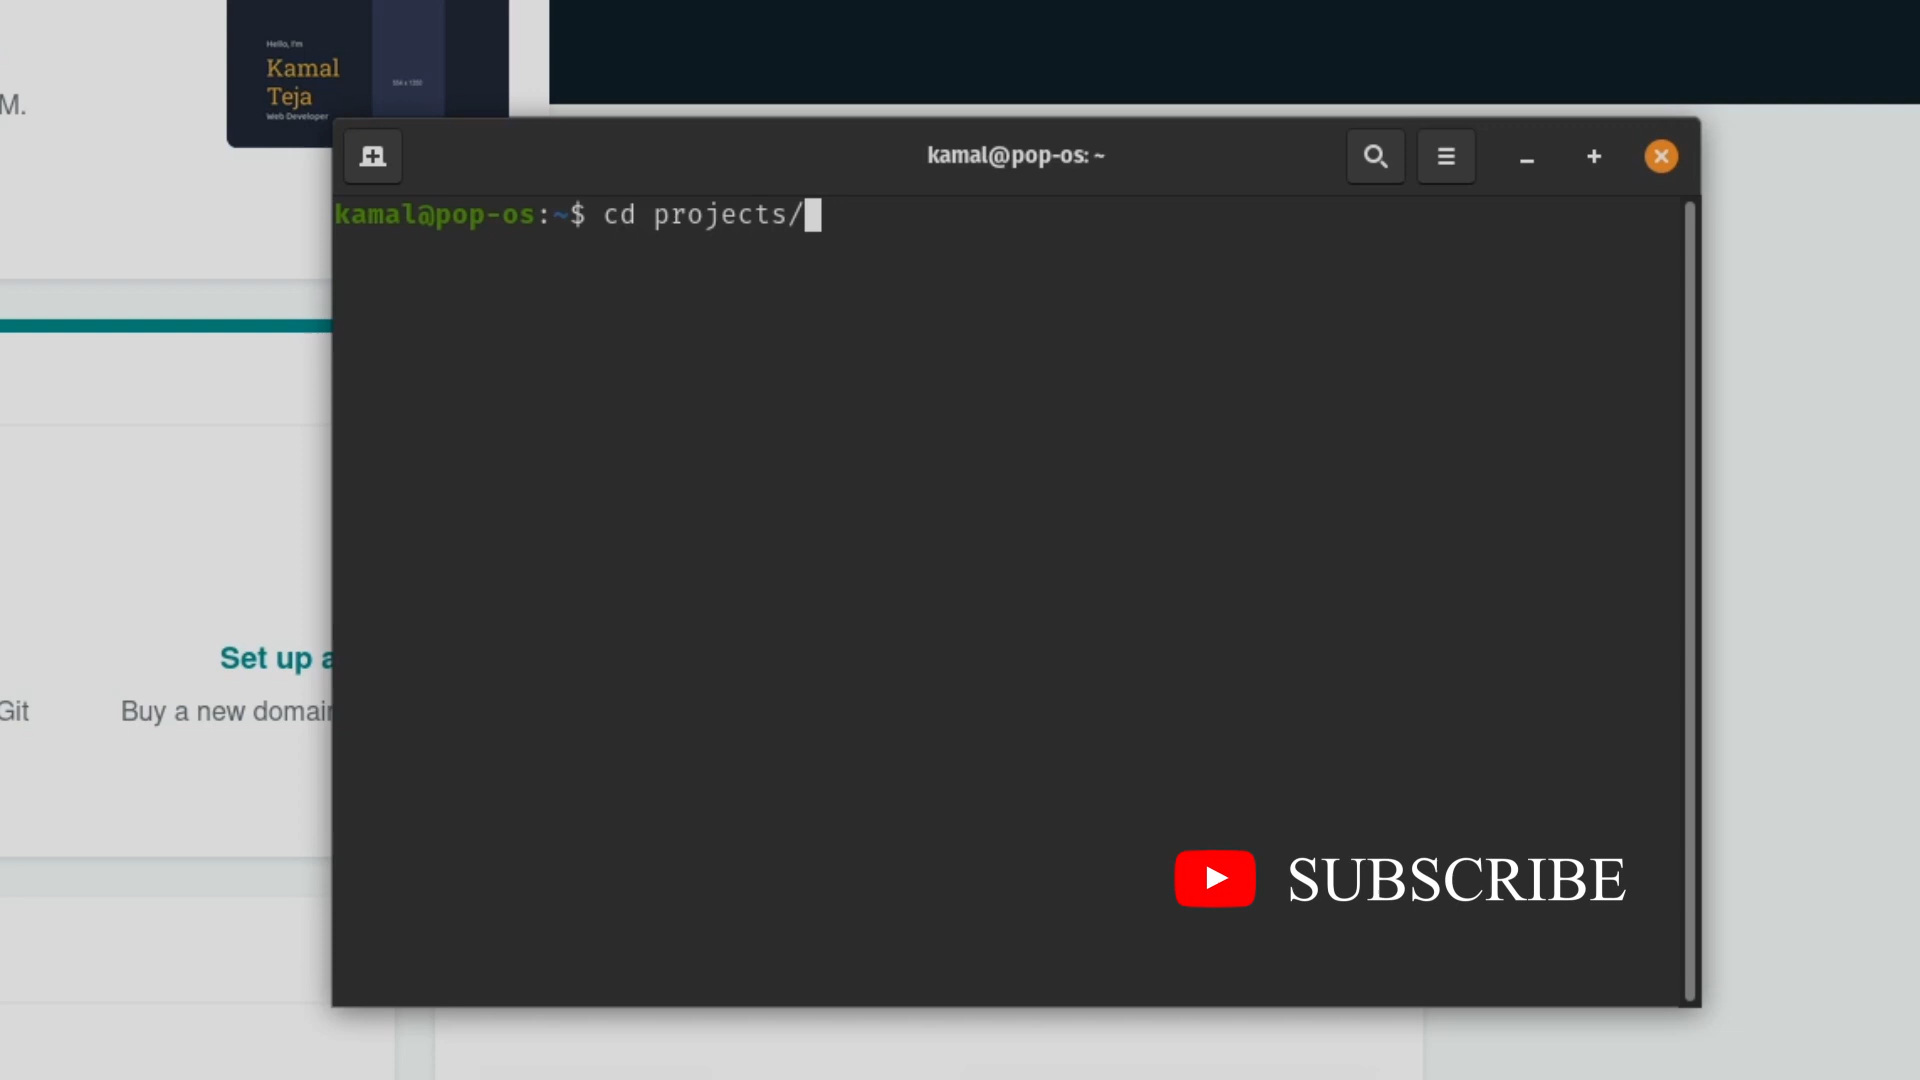 Hello, I'm
Kamal
Teja
Web Developer
M.
kamal@pop-os: ~
kamal@pop-os:~$ cd projects/
Set up a
Git
Buy a new domain
SUBSCRIBE